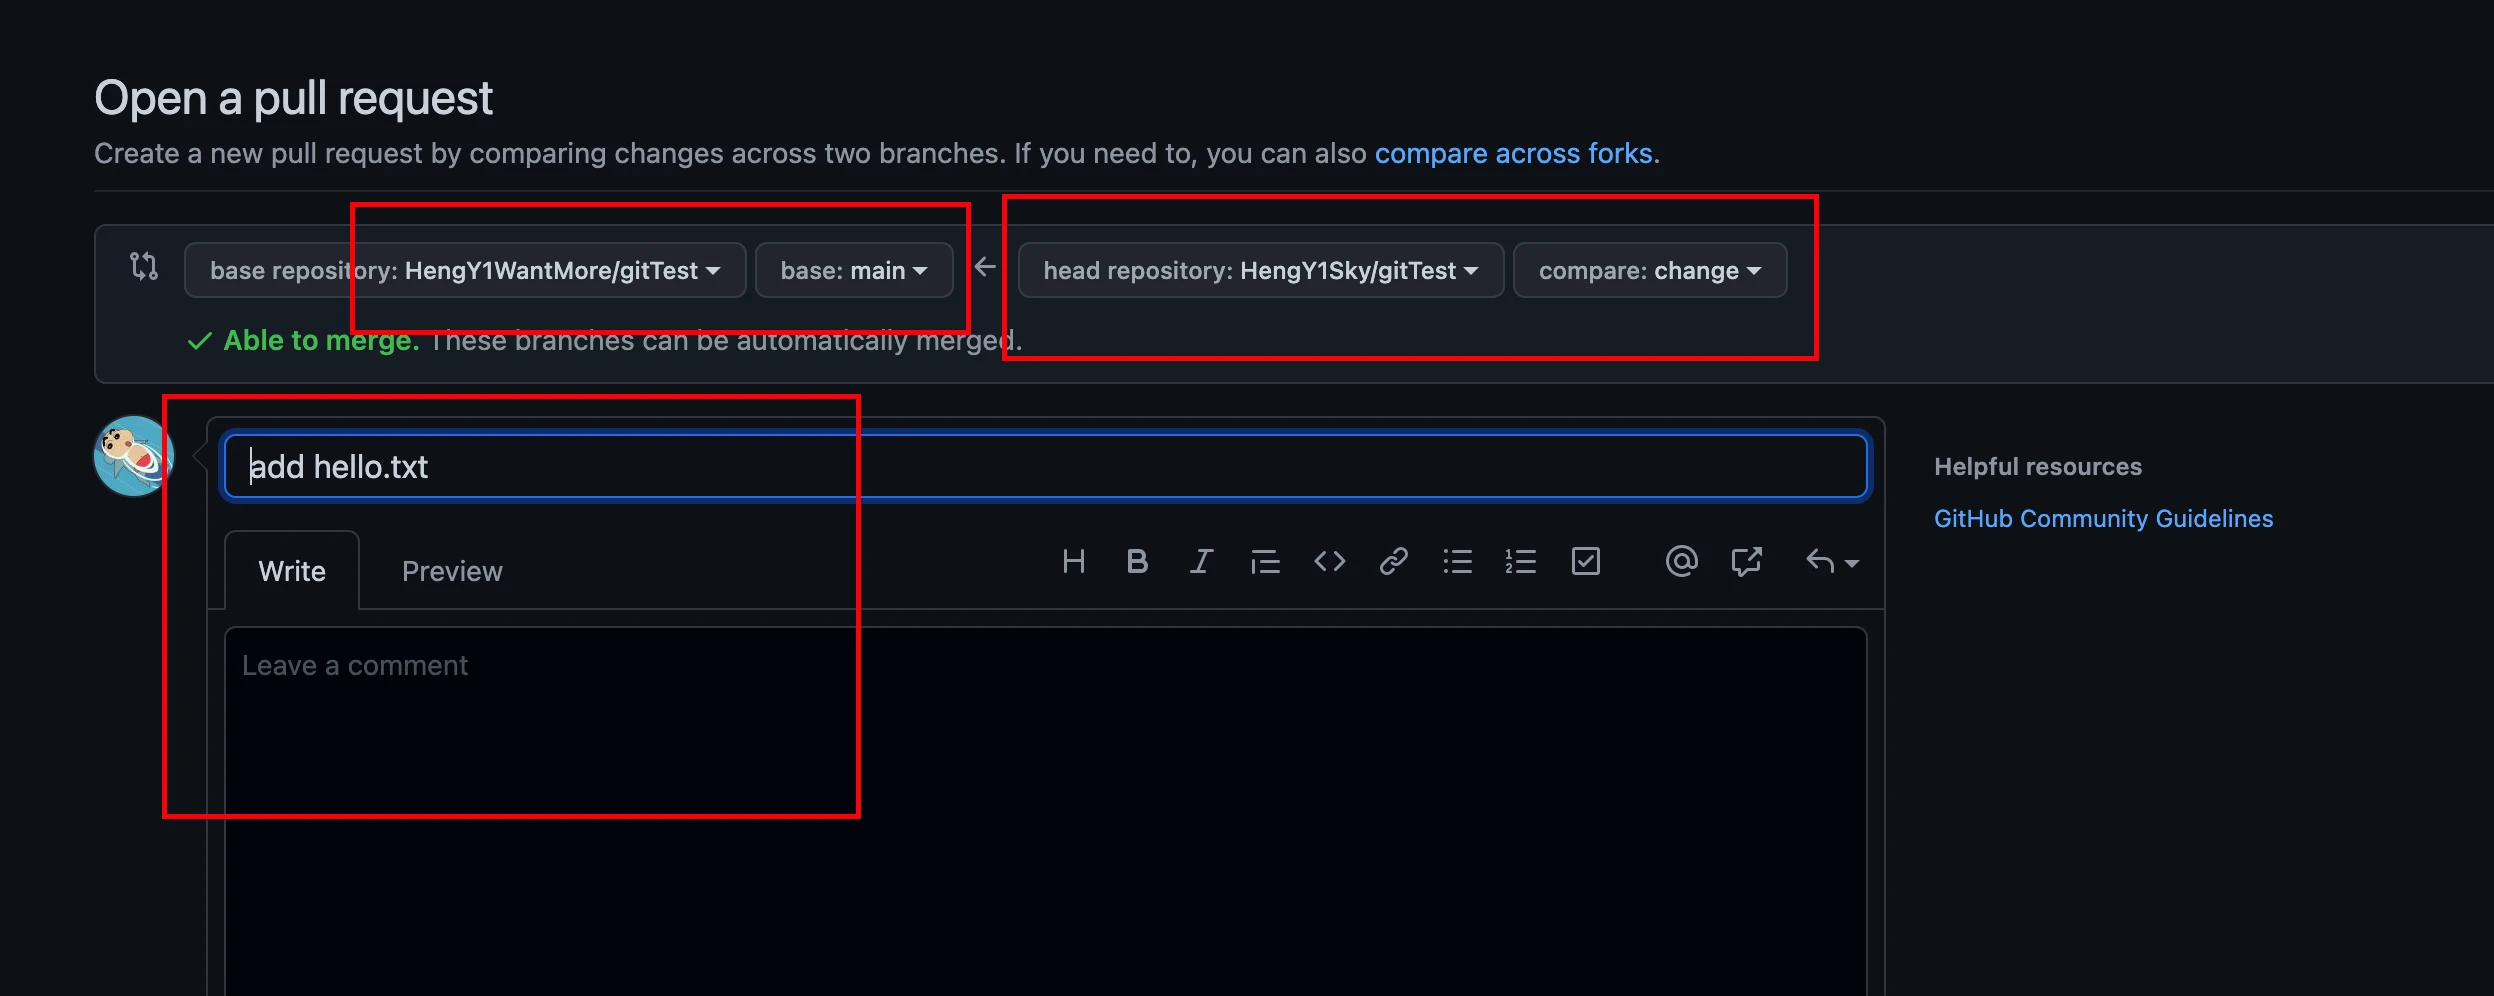 Open a pull request
Create a new pull request by comparing changes across two branches. If you need to, you can also compare across forks.
base repository: HengY1WantMore/gitTest base: main head repository: HengY1Sky/gitTest compare: change
Able to merge. These branches can be automatically merged.
add hello.txt
Helpful resources
GitHub Community Guidelines
Write Preview
Leave a comment